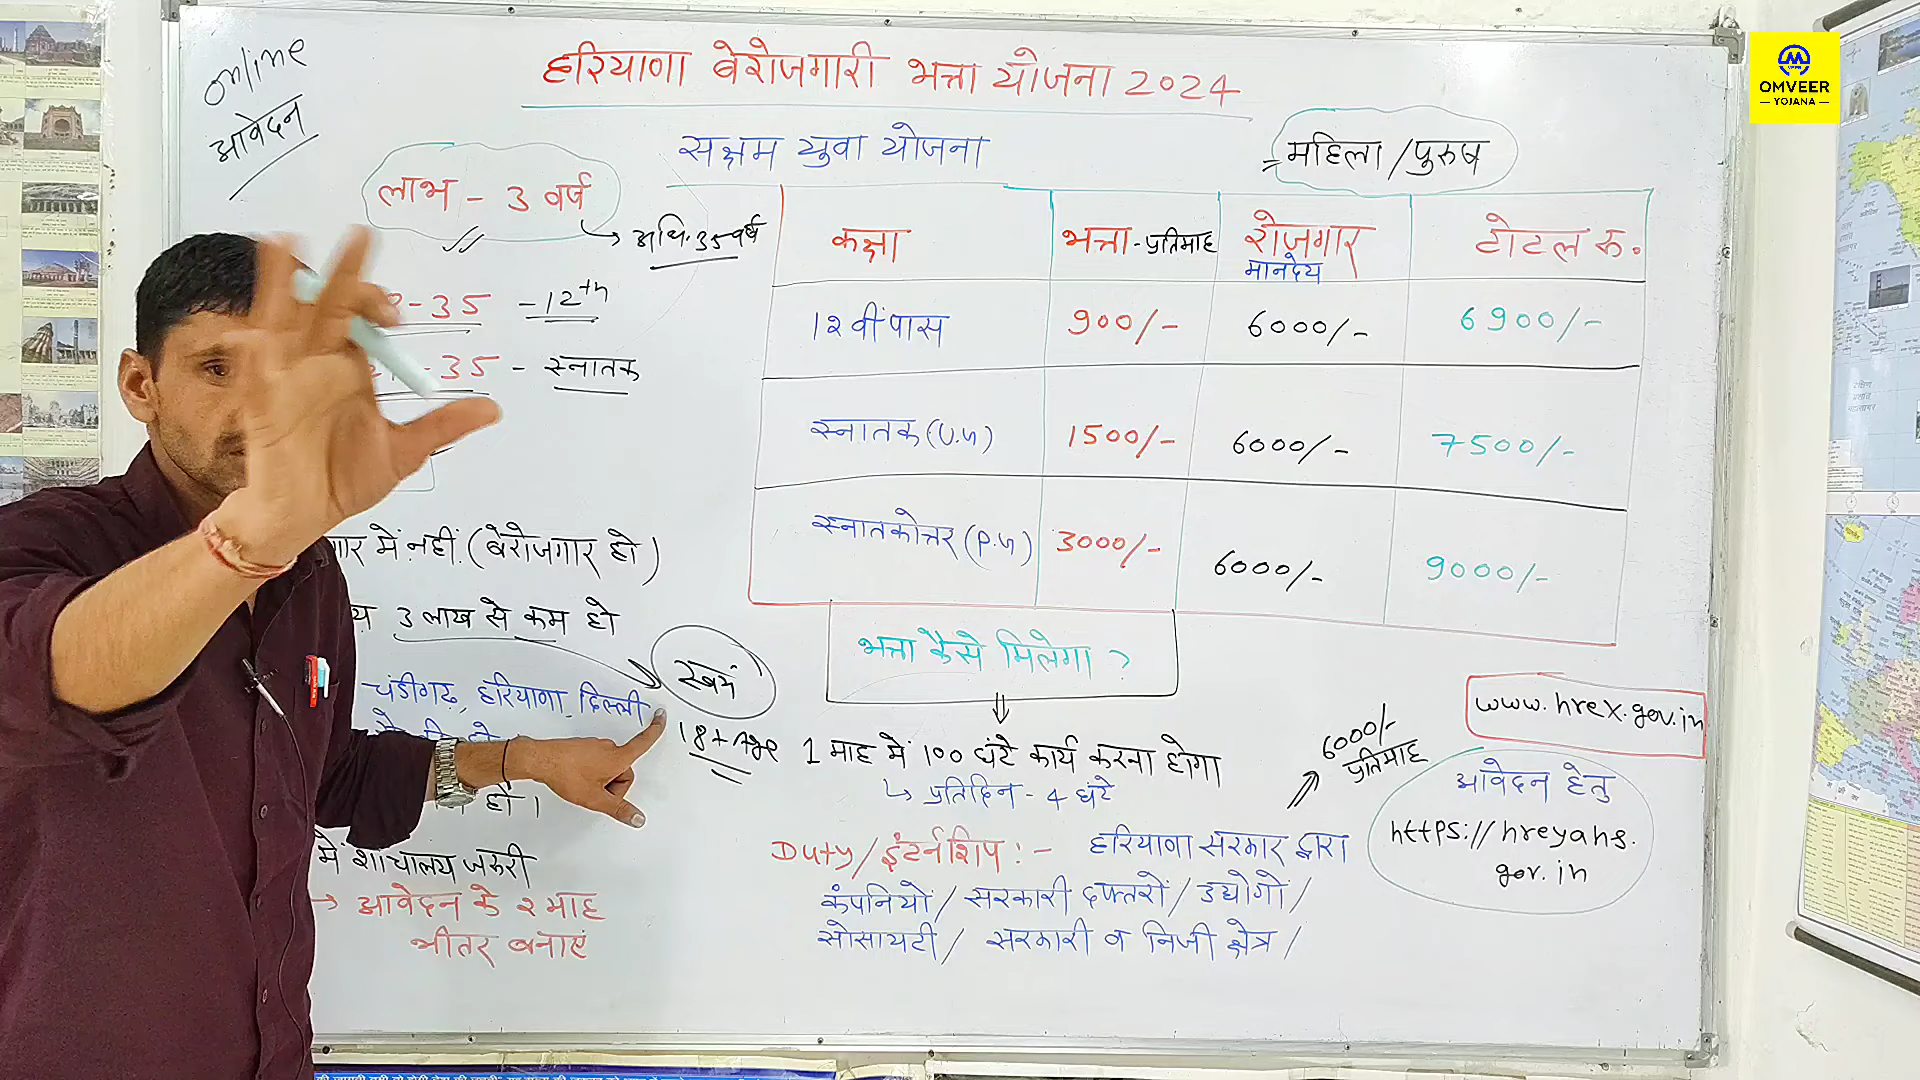 online
आवेदन
हरियाणा बेरोजगारी भत्ता योजना 2024
OMVEER
YOJANA
सक्षम युवा योजना
महिला/पुरुष
लाभ - 3 वर्ष
अधि. 35 वर्ष
-35 - 12th
-35 - स्नातक
कक्षा भत्ता - प्रतिमाह रोजगार टोटल रु.
मानदेय
12वीं पास 900/- 6000/- 6900/-
स्नातक (U.G) 1500/- 6000/- 7500/-
स्नातकोत्तर (P.G) 3000/- 6000/- 9000/-
में नहीं (बेरोजगार हो)
3 लाख से कम हो
स्वयं
18+ Age
चंडीगढ़, हरियाणा, दिल्ली
हो।
में शौचालय जरूरी
→ आवेदन के 2 माह
भीतर बनाएं
भत्ता कैसे मिलेगा ?
1 माह में 100 घंटे कार्य करना होगा
प्रतिदिन - 4 घंटे
6000/-
प्रतिमाह
Duty/इंटर्नशिप :- हरियाणा सरकार द्वारा
कंपनियों/ सरकारी दफ्तरों/ उद्योगों/
सोसायटी/ सरकारी व निजी क्षेत्र/
www.hrex.gov.in
आवेदन हेतु
https://hreyahs.
gov.in